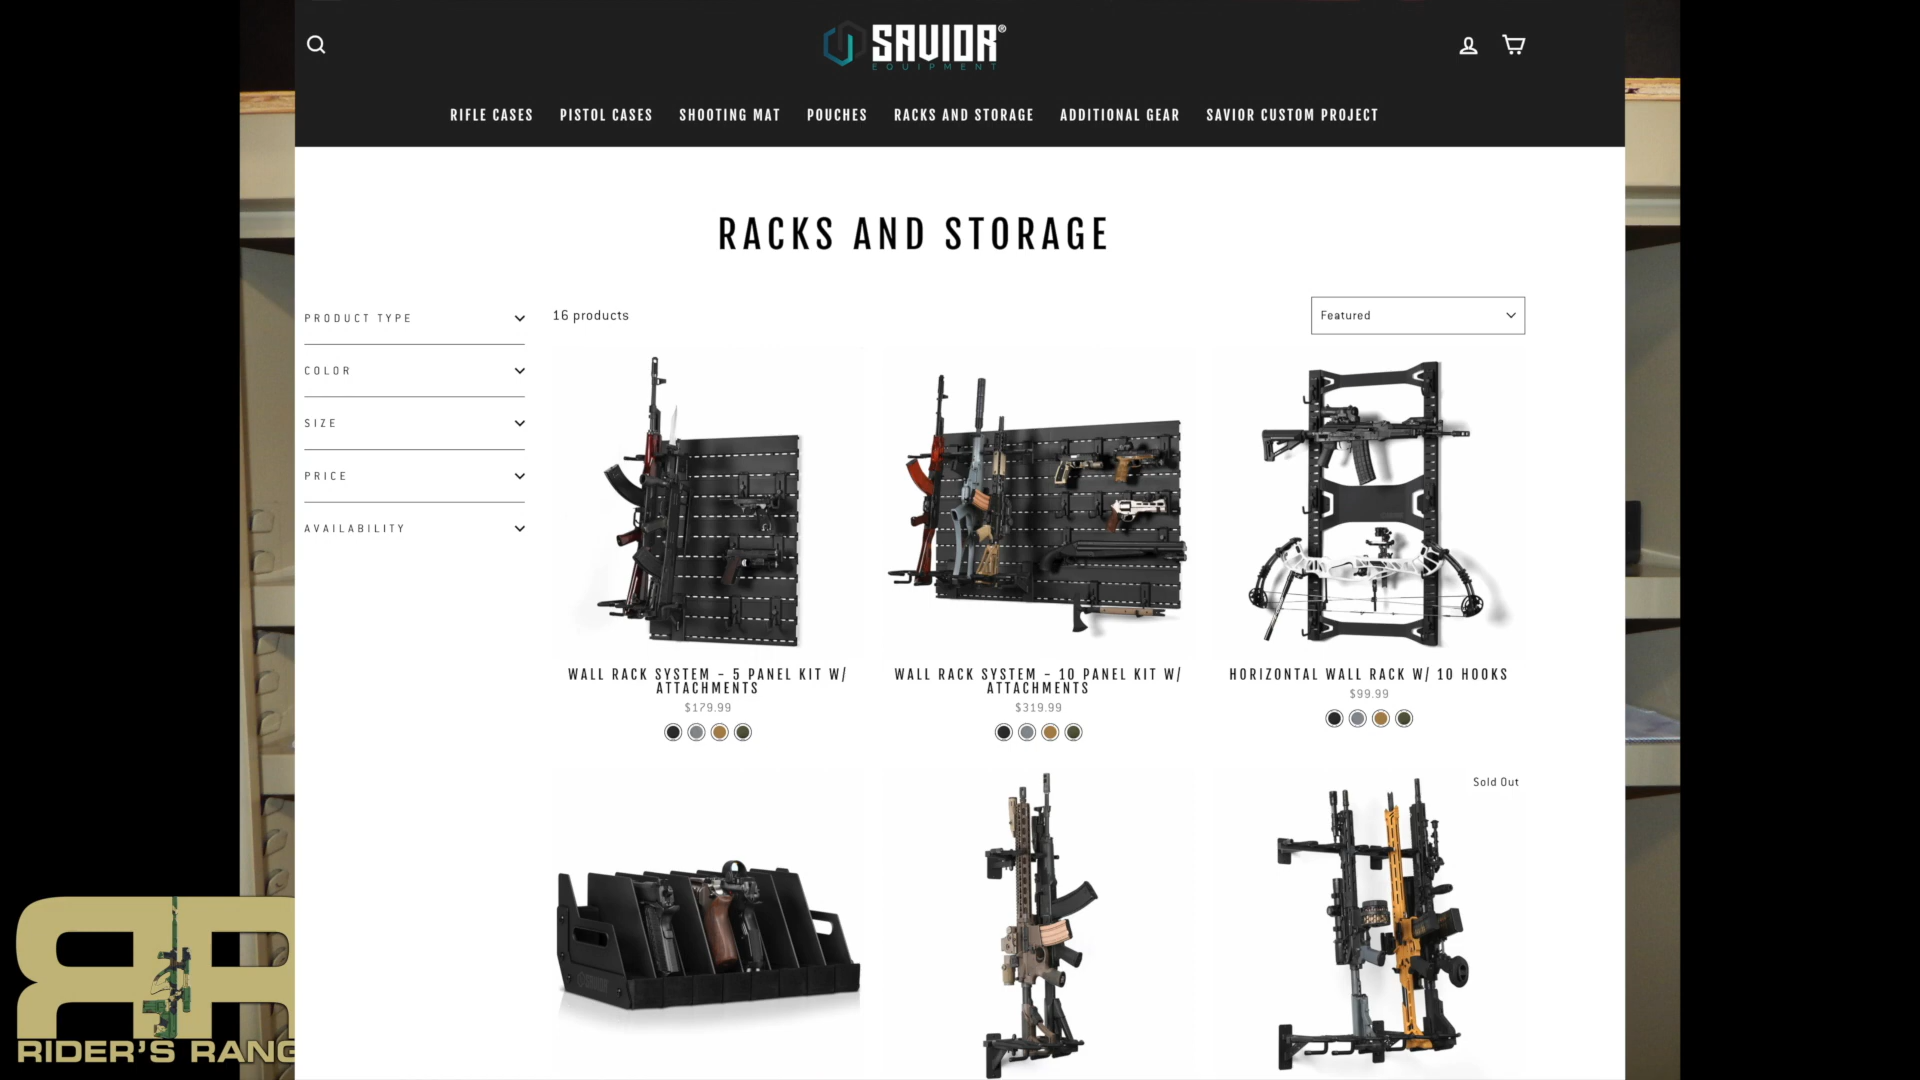 SAVIOR®
EQUIPMENT
RIFLE CASES PISTOL CASES SHOOTING MAT POUCHES RACKS AND STORAGE ADDITIONAL GEAR SAVIOR CUSTOM PROJECT
RACKS AND STORAGE
PRODUCT TYPE
COLOR
SIZE
PRICE
AVAILABILITY
16 products
Featured
WALL RACK SYSTEM - 5 PANEL KIT W/
ATTACHMENTS
$179.99
WALL RACK SYSTEM - 10 PANEL KIT W/
ATTACHMENTS
$319.99
HORIZONTAL WALL RACK W/ 10 HOOKS
$99.99
Sold Out
RR
RIDER'S RANG